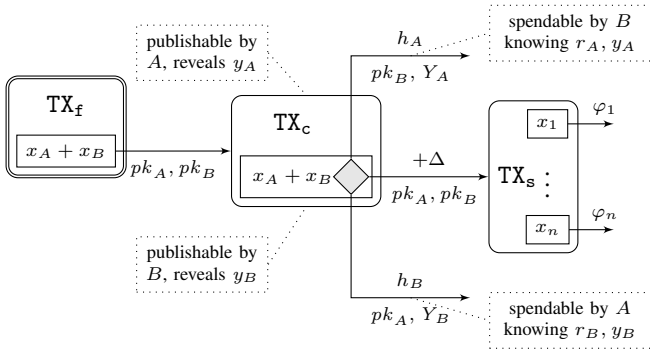 publishable by
A, reveals y_A
h_A
pk_B, Y_A
spendable by B
knowing r_A, y_A
TX_f
x_A + x_B
pk_A, pk_B
TX_c
x_A + x_B
+Δ
pk_A, pk_B
TX_s
x_1
φ_1
⋮
x_n
φ_n
publishable by
B, reveals y_B
h_B
pk_A, Y_B
spendable by A
knowing r_B, y_B